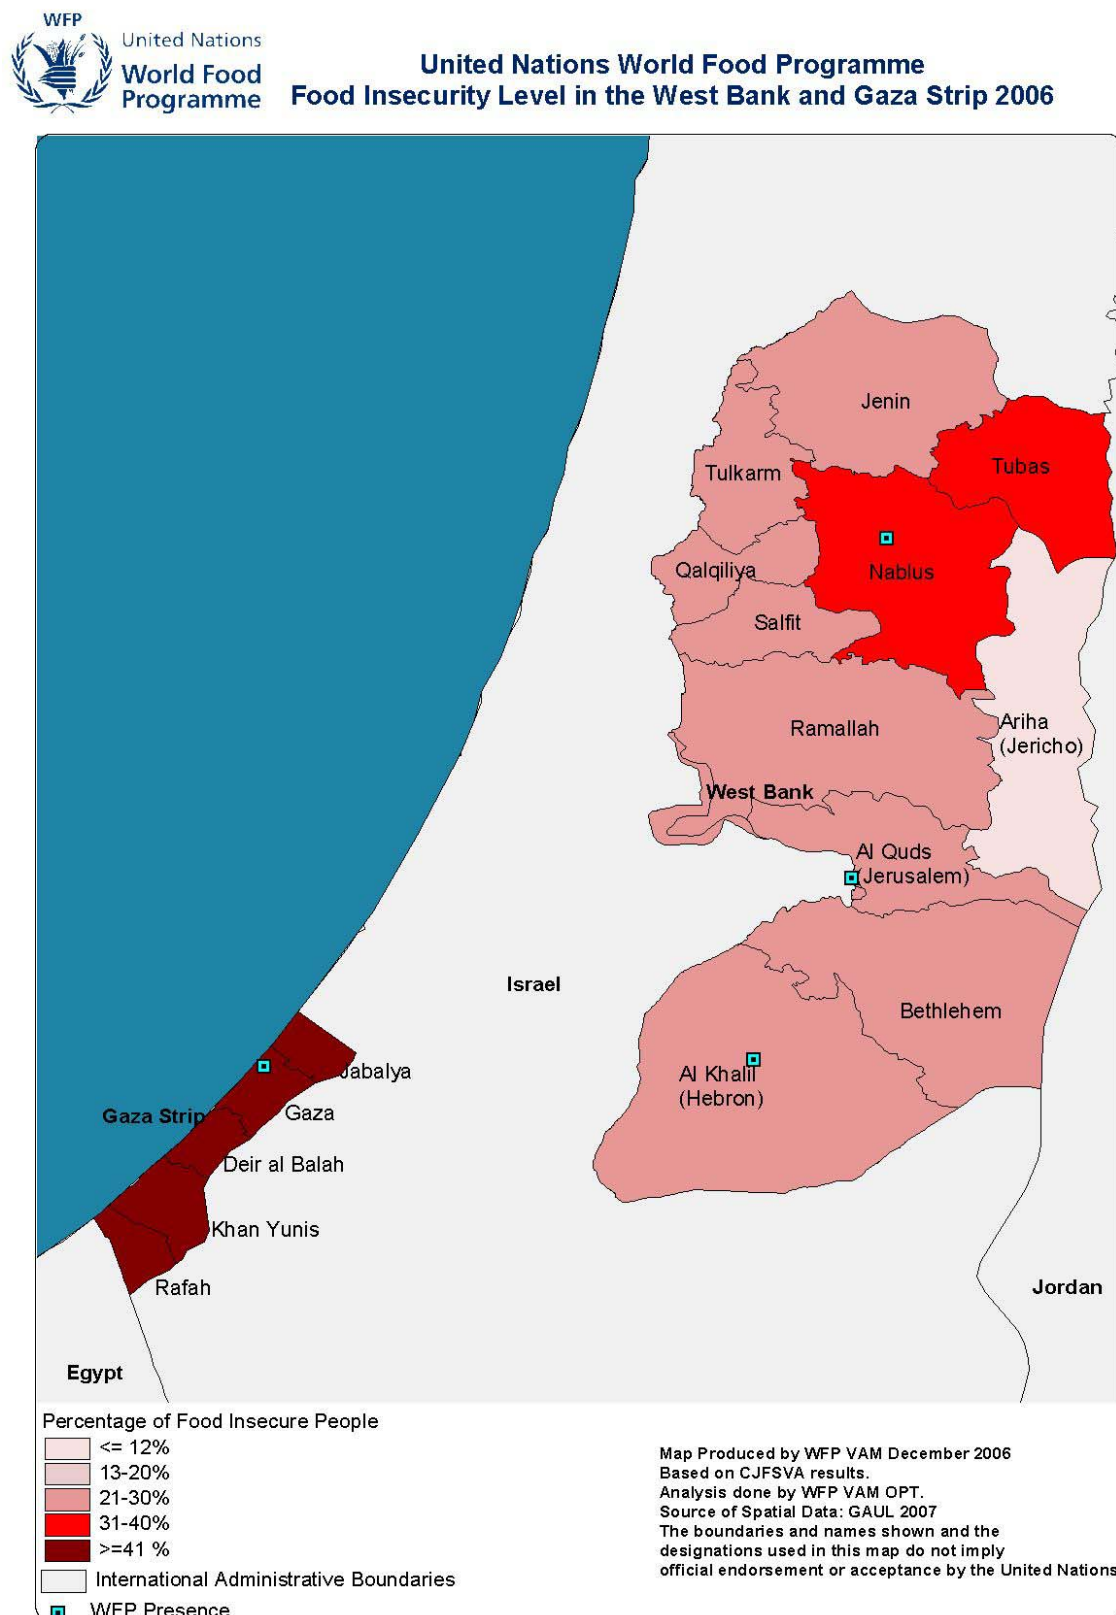 WFP
United Nations
World Food
Programme
United Nations World Food Programme
Food Insecurity Level in the West Bank and Gaza Strip 2006
Jenin
Tubas
Tulkarm
Qalqiliya
Nablus
Salfit
Ramallah
Ariha
(Jericho)
West Bank
Al Quds
(Jerusalem)
Israel
Bethlehem
Al Khalil
(Hebron)
Jabalya
Gaza Strip
Gaza
Deir al Balah
Khan Yunis
Rafah
Jordan
Egypt
Percentage of Food Insecure People
<= 12%
13-20%
21-30%
31-40%
>=41 %
International Administrative Boundaries
WFP Presence
Map Produced by WFP VAM December 2006
Based on CJFSVA results.
Analysis done by WFP VAM OPT.
Source of Spatial Data: GAUL 2007
The boundaries and names shown and the
designations used in this map do not imply
official endorsement or acceptance by the United Nations